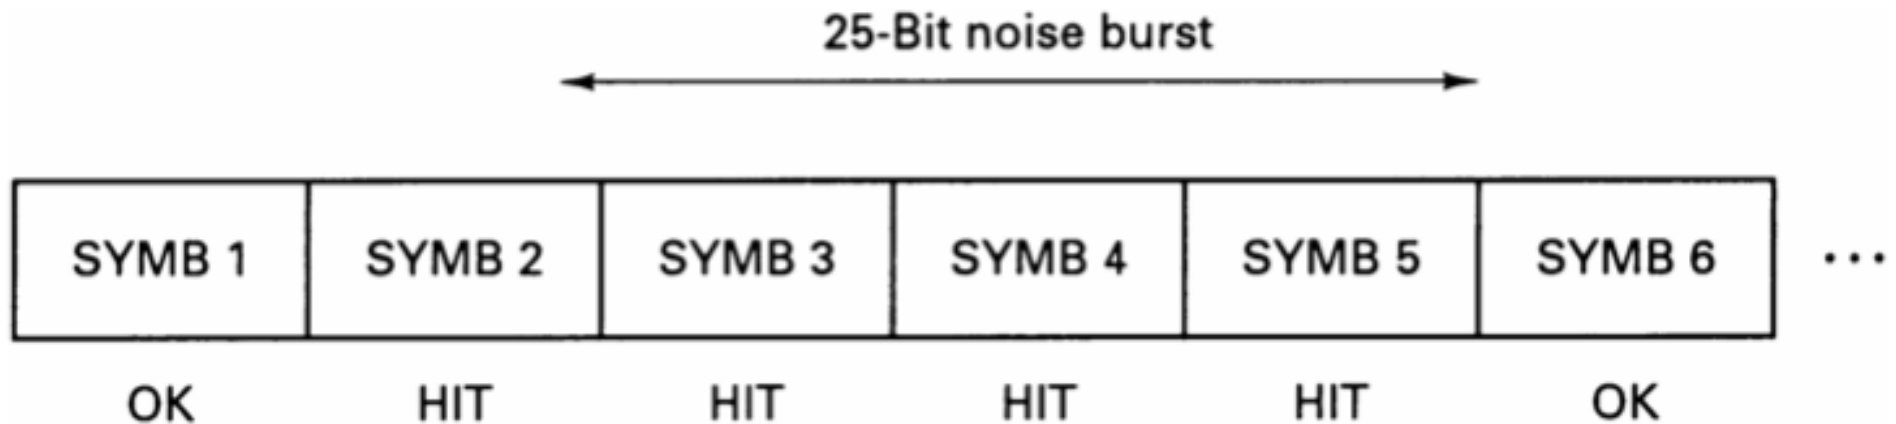 25-Bit noise burst
SYMB 1 SYMB 2 SYMB 3 SYMB 4 SYMB 5 SYMB 6 ...
OK HIT HIT HIT HIT OK